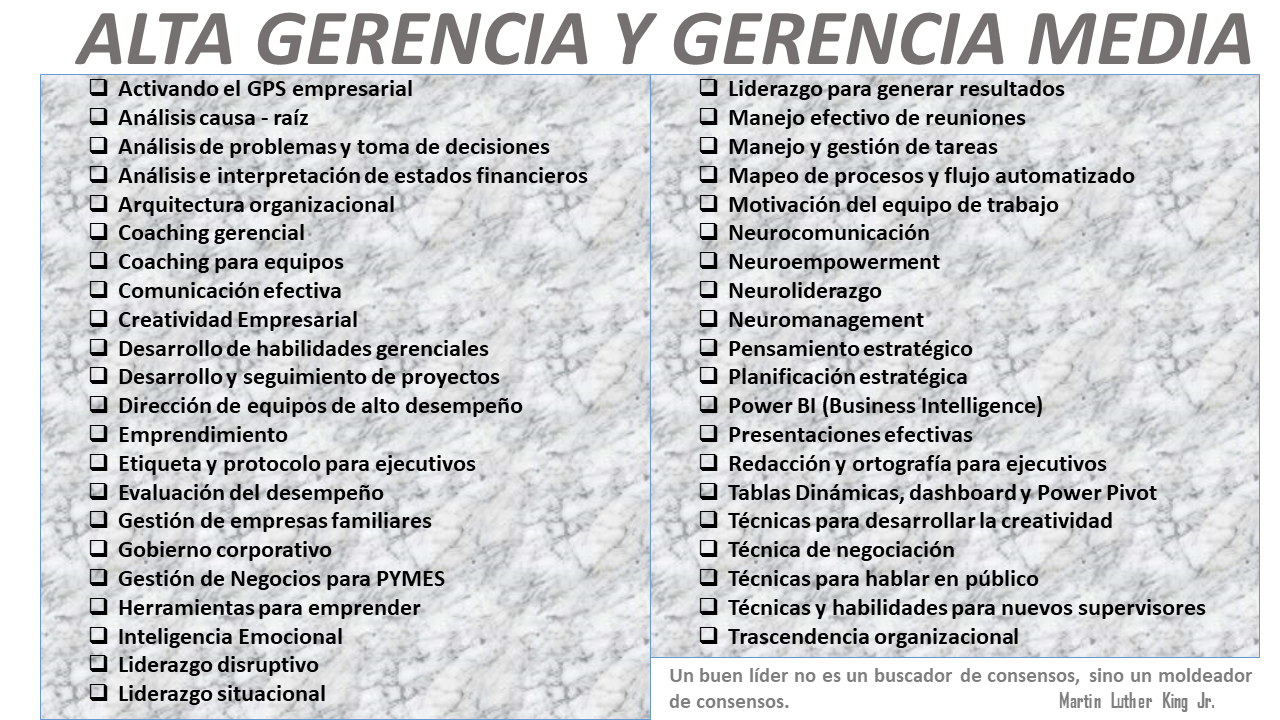 ALTA GERENCIA Y GERENCIA MEDIA
❑ Activando el GPS empresarial
❑ Análisis causa - raíz
❑ Análisis de problemas y toma de decisiones
❑ Análisis e interpretación de estados financieros
❑ Arquitectura organizacional
❑ Coaching gerencial
❑ Coaching para equipos
❑ Comunicación efectiva
❑ Creatividad Empresarial
❑ Desarrollo de habilidades gerenciales
❑ Desarrollo y seguimiento de proyectos
❑ Dirección de equipos de alto desempeño
❑ Emprendimiento
❑ Etiqueta y protocolo para ejecutivos
❑ Evaluación del desempeño
❑ Gestión de empresas familiares
❑ Gobierno corporativo
❑ Gestión de Negocios para PYMES
❑ Herramientas para emprender
❑ Inteligencia Emocional
❑ Liderazgo disruptivo
❑ Liderazgo situacional
❑ Liderazgo para generar resultados
❑ Manejo efectivo de reuniones
❑ Manejo y gestión de tareas
❑ Mapeo de procesos y flujo automatizado
❑ Motivación del equipo de trabajo
❑ Neurocomunicación
❑ Neuroempowerment
❑ Neuroliderazgo
❑ Neuromanagement
❑ Pensamiento estratégico
❑ Planificación estratégica
❑ Power BI (Business Intelligence)
❑ Presentaciones efectivas
❑ Redacción y ortografía para ejecutivos
❑ Tablas Dinámicas, dashboard y Power Pivot
❑ Técnicas para desarrollar la creatividad
❑ Técnica de negociación
❑ Técnicas para hablar en público
❑ Técnicas y habilidades para nuevos supervisores
❑ Trascendencia organizacional
Un buen líder no es un buscador de consensos, sino un moldeador
de consensos. Martin Luther King Jr.